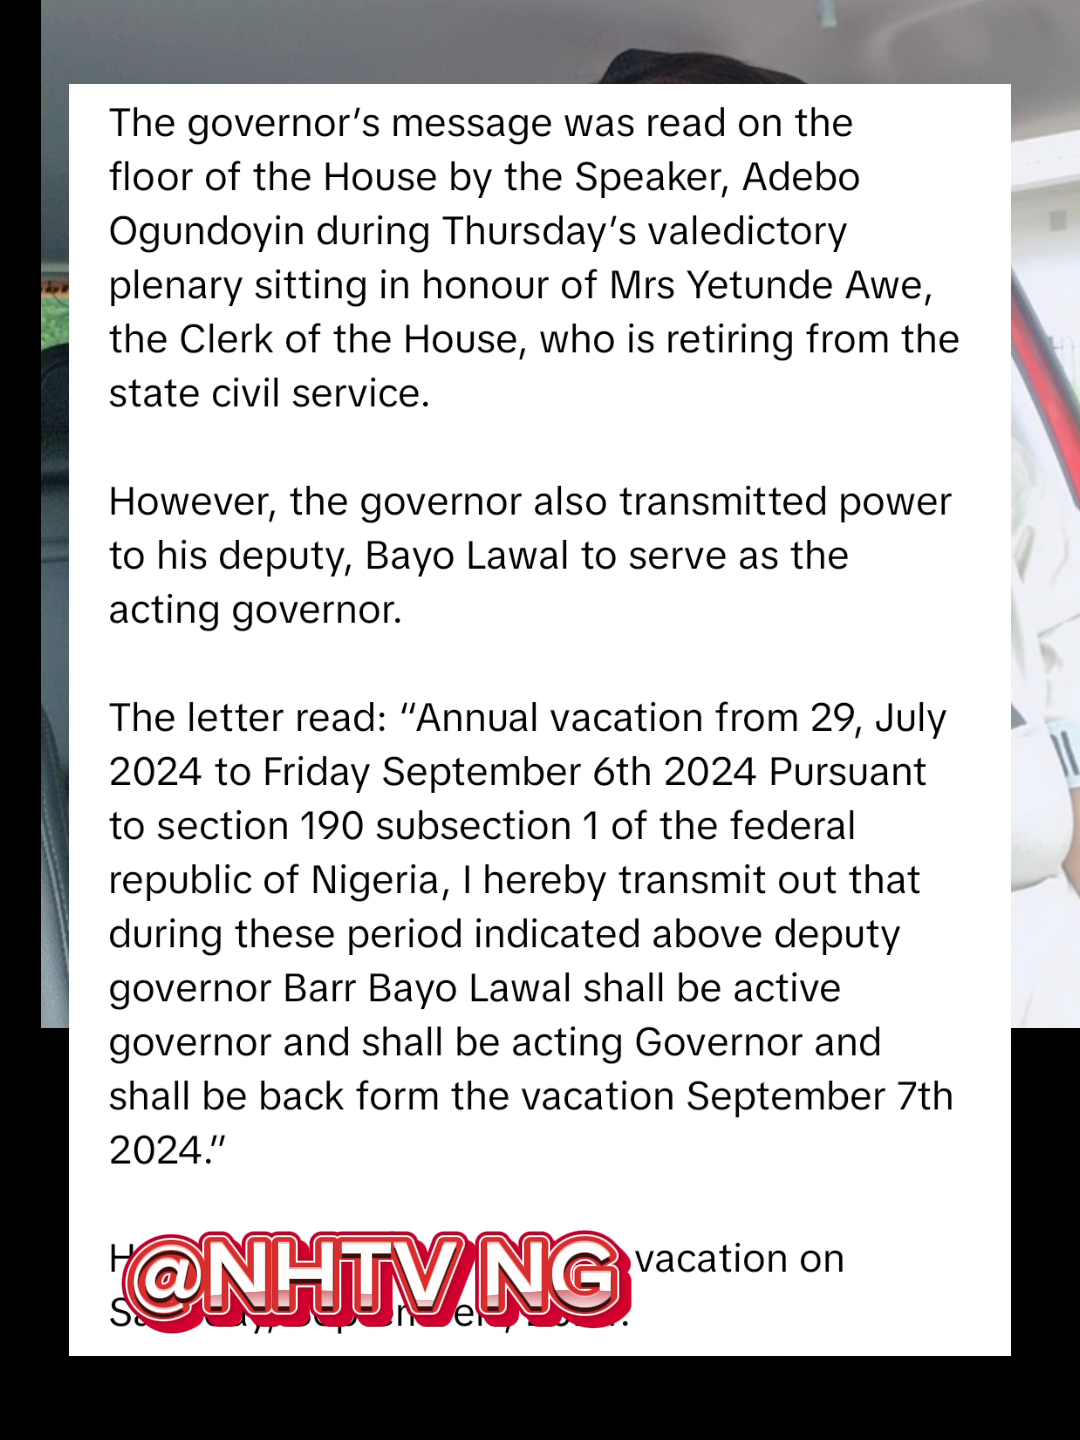 The governor’s message was read on the
floor of the House by the Speaker, Adebo
Ogundoyin during Thursday’s valedictory
plenary sitting in honour of Mrs Yetunde Awe,
the Clerk of the House, who is retiring from the
state civil service.
However, the governor also transmitted power
to his deputy, Bayo Lawal to serve as the
acting governor.
The letter read: “Annual vacation from 29, July
2024 to Friday September 6th 2024 Pursuant
to section 190 subsection 1 of the federal
republic of Nigeria, I hereby transmit out that
during these period indicated above deputy
governor Barr Bayo Lawal shall be active
governor and shall be acting Governor and
shall be back form the vacation September 7th
2024.”
vacation on
@NHTV NG